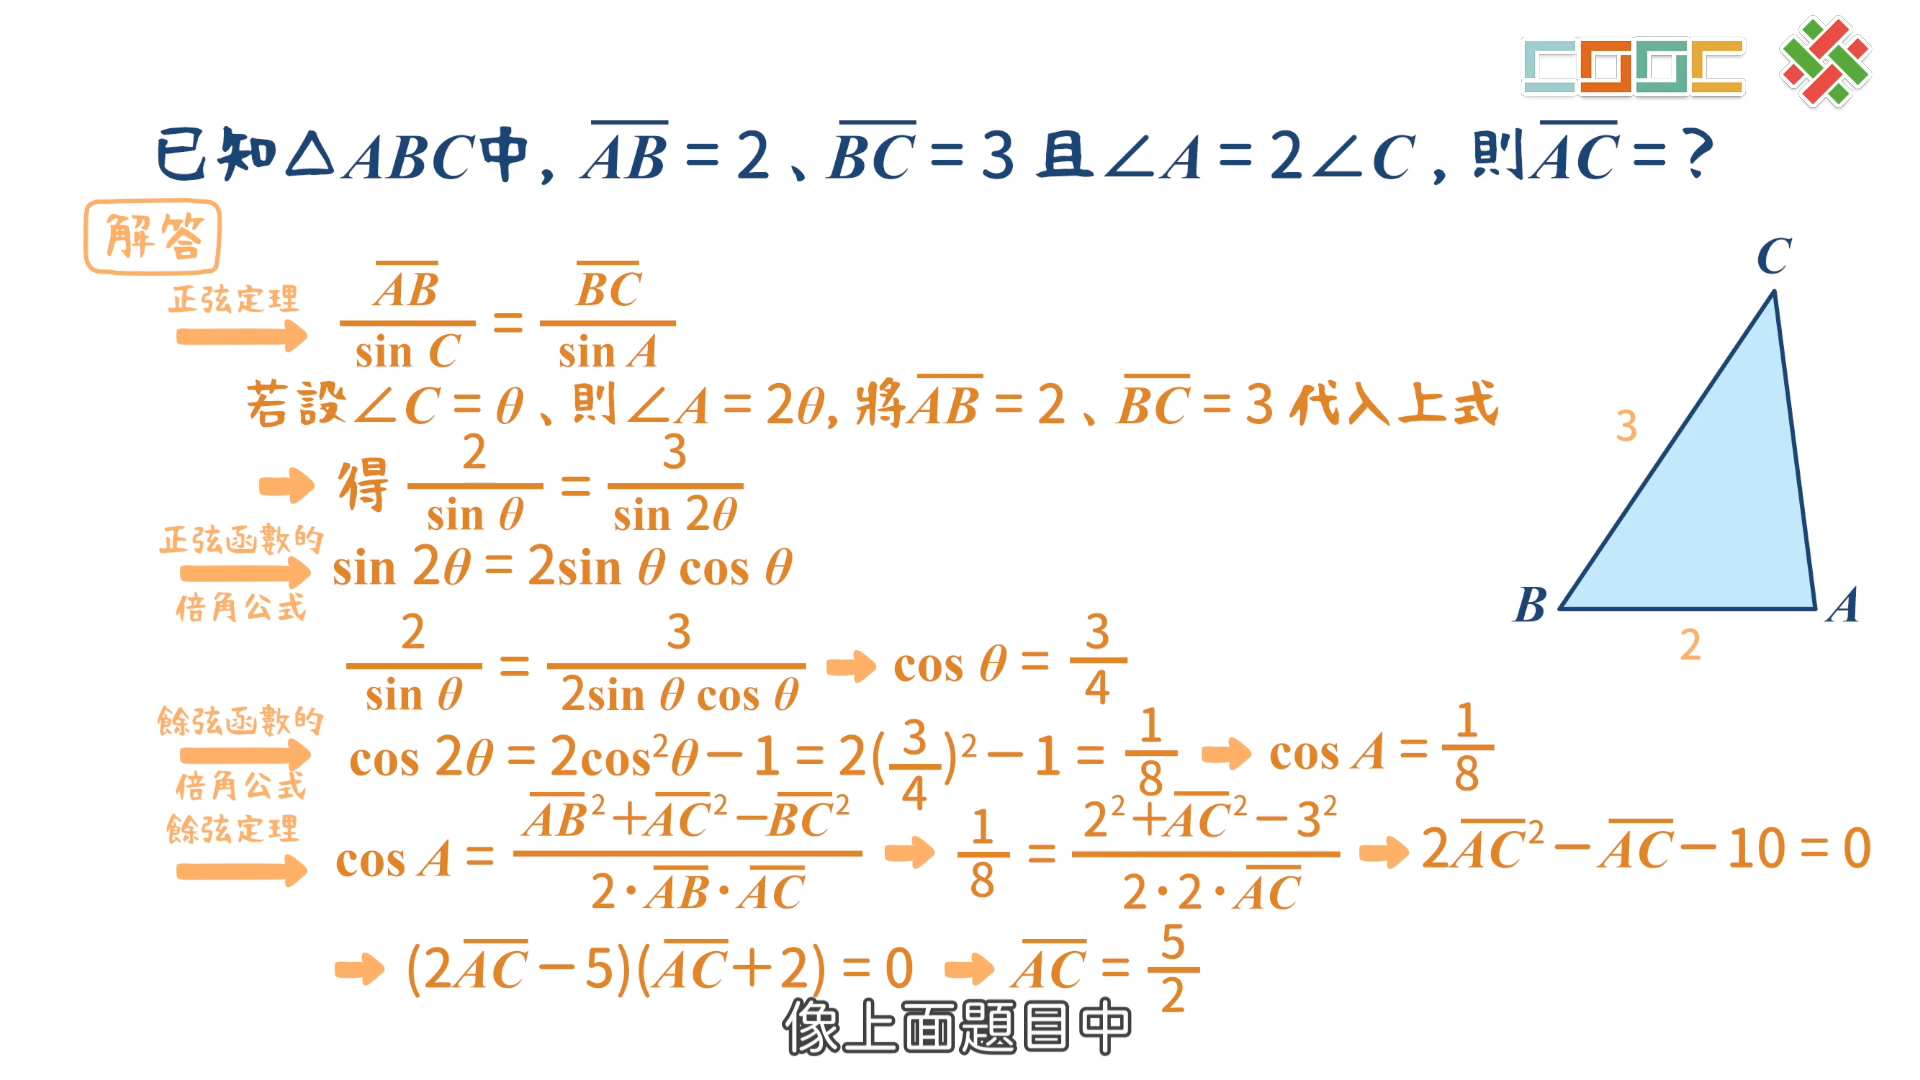 COOC
已知△ABC中, AB = 2、BC = 3 且∠A = 2∠C , 則AC = ?
解答
正弦定理
AB/sin C = BC/sin A
若設∠C = θ、則∠A = 2θ, 將AB = 2、BC = 3 代入上式
得 2/sin θ = 3/sin 2θ
正弦函數的
倍角公式
sin 2θ = 2sin θ cos θ
2/sin θ = 3/2sin θ cos θ cos θ = 3/4
餘弦函數的
倍角公式
cos 2θ = 2cos²θ − 1 = 2(3/4)² − 1 = 1/8 cos A = 1/8
餘弦定理
cos A = AB²+AC²−BC²/2·AB·AC 1/8 = 2²+AC²−3²/2·2·AC 2AC²−AC−10 = 0
(2AC−5)(AC+2) = 0 AC = 5/2
C
3
B
A
2
像上面題目中